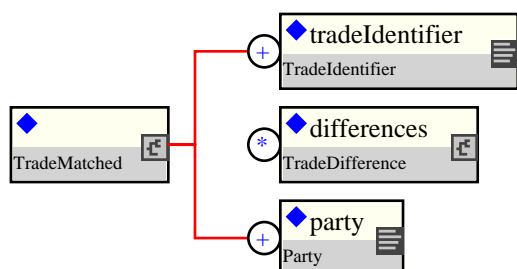 +
tradeIdentifier
TradeIdentifier
TradeMatched
*
differences
TradeDifference
+
party
Party